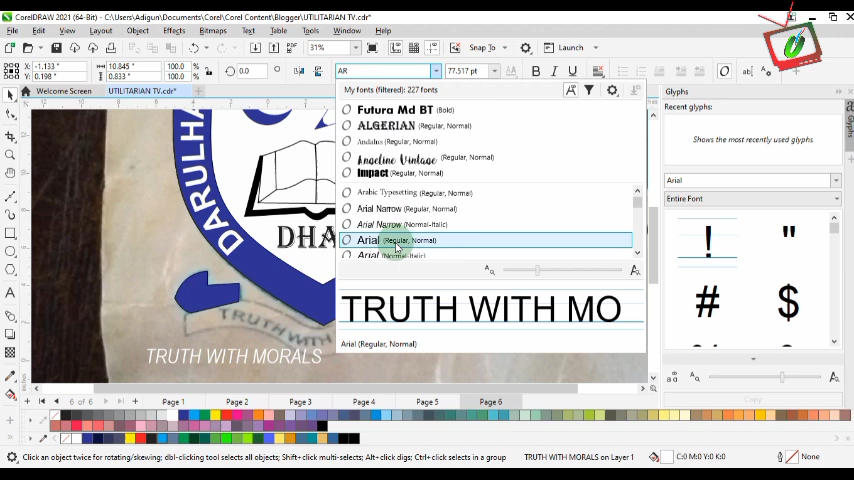 CorelDRAW 2021 (64-Bit) - C:\Users\Adigun\Documents\Corel\Corel Content\Blogger\UTILITARIAN TV.cdr*
File Edit View Layout Object Effects Bitmaps Text Table Tools Window Help
PDF 31% Snap To Launch
X: -1.133 " 10.845 " 100.0 % 0.0 AR 77.517 pt
Y: 0.198 " 0.833 " 100.0 %
Welcome Screen UTILITARIAN TV.cdr*
My fonts (filtered): 227 fonts
Futura Md BT (Bold)
ALGERIAN (Regular, Normal)
Andalus (Regular, Normal)
Angeline Vintage (Regular, Normal)
Impact (Regular, Normal)
Arabic Typesetting (Regular, Normal)
Arial Narrow (Regular, Normal)
Arial Narrow (Normal-Italic)
Arial (Regular, Normal)
Arial (Normal-Italic)
TRUTH WITH MO
Arial (Regular, Normal)
DARULHA
DHA
TRUTH WITH
TRUTH WITH MORALS
Glyphs
Recent glyphs:
Shows the most recently used glyphs.
Arial
Entire Font
! "
# $
% &
Copy
Glyphs
6 of 6 Page 1 Page 2 Page 3 Page 4 Page 5 Page 6
Click an object twice for rotating/skewing; dbl-clicking tool selects all objects; Shift+click multi-selects; Alt+click digs; Ctrl+click selects in a group TRUTH WITH MORALS on Layer 1 C:0 M:0 Y:0 K:0 None